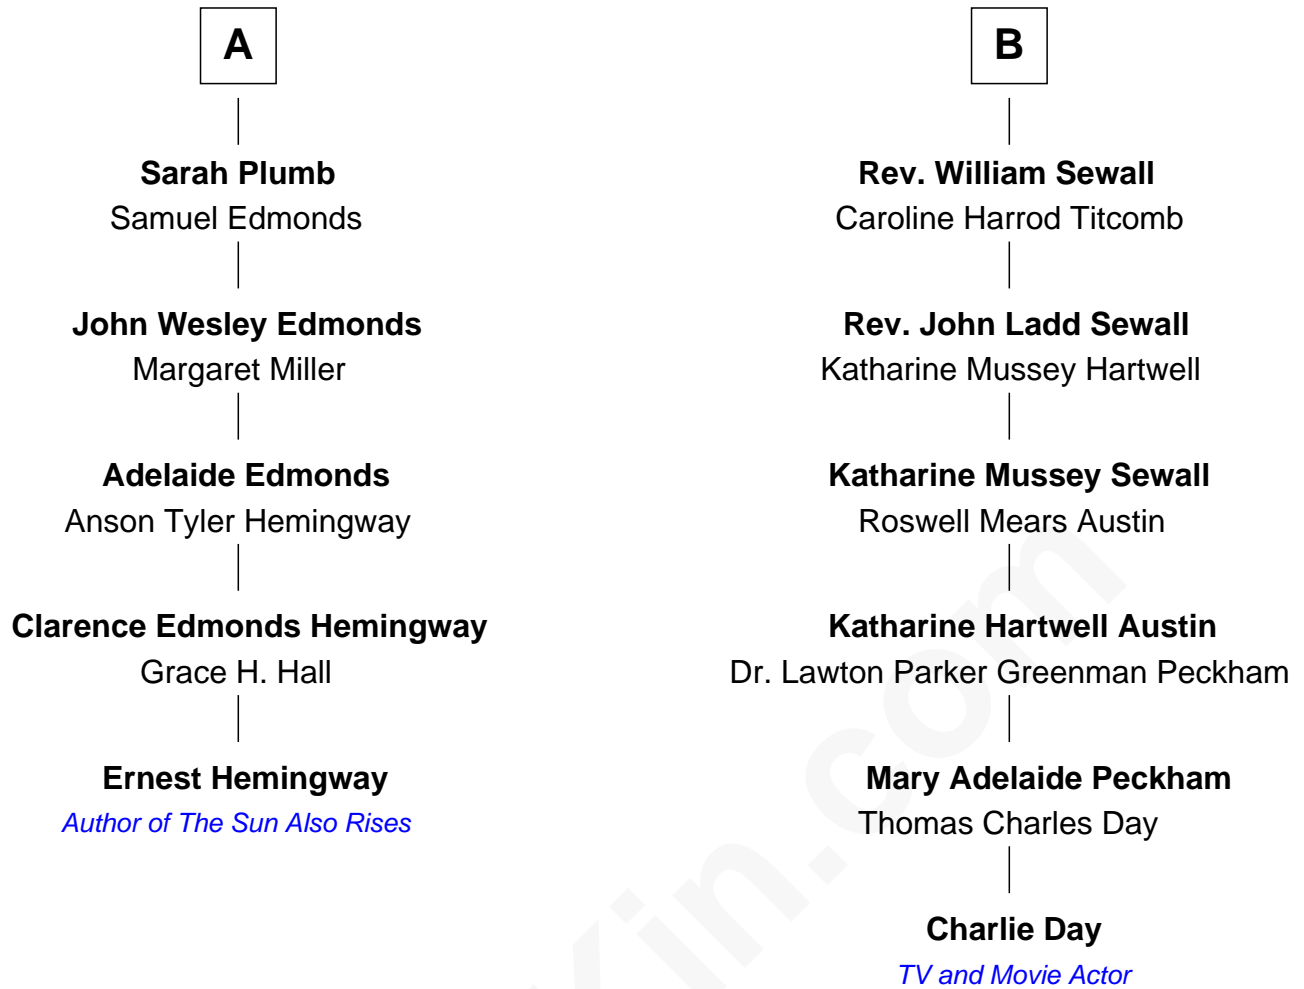 A
Sarah Plumb
Samuel Edmonds
John Wesley Edmonds
Margaret Miller
Adelaide Edmonds
Anson Tyler Hemingway
Clarence Edmonds Hemingway
Grace H. Hall
Ernest Hemingway
Author of The Sun Also Rises
B
Rev. William Sewall
Caroline Harrod Titcomb
Rev. John Ladd Sewall
Katharine Mussey Hartwell
Katharine Mussey Sewall
Roswell Mears Austin
Katharine Hartwell Austin
Dr. Lawton Parker Greenman Peckham
Mary Adelaide Peckham
Thomas Charles Day
Charlie Day
TV and Movie Actor